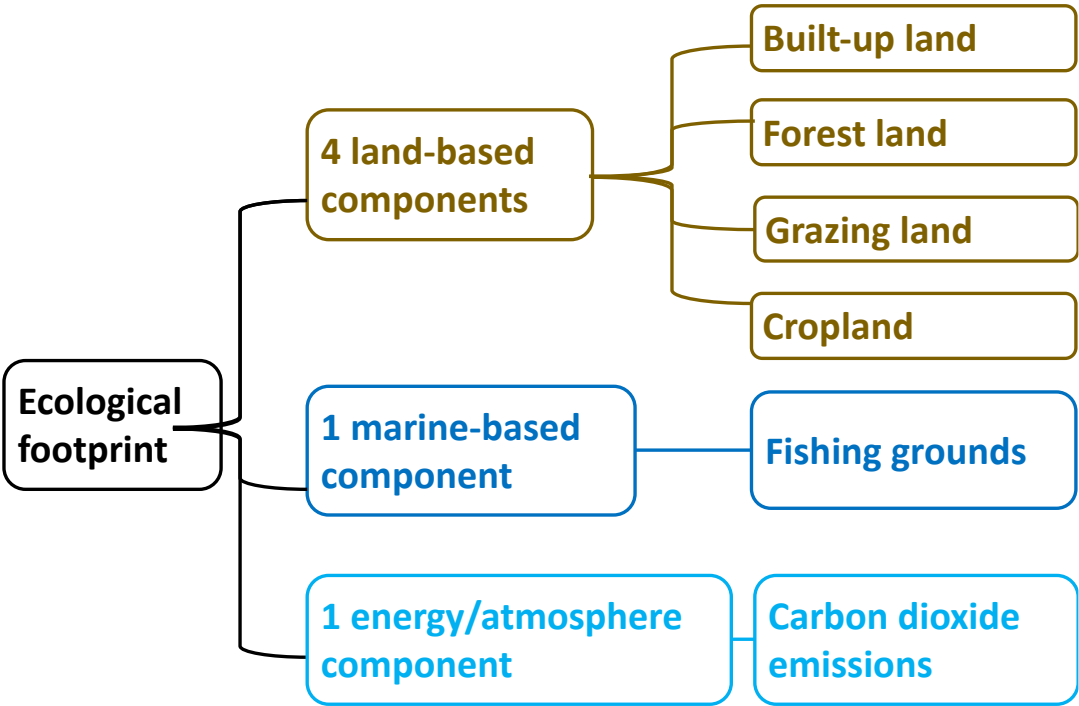 Ecological
footprint
4 land-based
components
Built-up land
Forest land
Grazing land
Cropland
1 marine-based
component
Fishing grounds
1 energy/atmosphere
component
Carbon dioxide
emissions